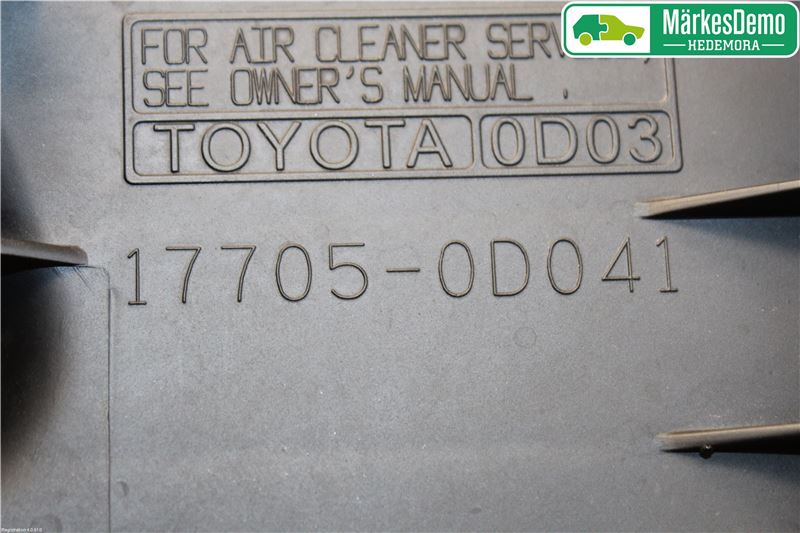 MärkesDemo
HEDEMORA
FOR AIR CLEANER
SEE OWNER'S MANUAL .
TOYOTA 0D03
17705-0D041